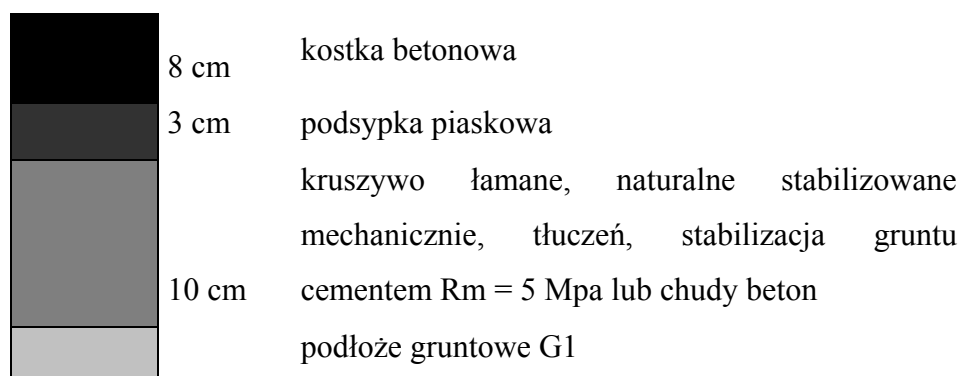 8 cm kostka betonowa
3 cm podsypka piaskowa
kruszywo łamane, naturalne stabilizowane
mechanicznie, tłuczeń, stabilizacja gruntu
10 cm cementem Rm = 5 Mpa lub chudy beton
podłoże gruntowe G1